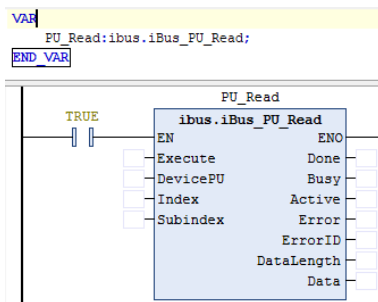 VAR
PU_Read:ibus.iBus_PU_Read;
END_VAR
PU_Read
TRUE
ibus.iBus_PU_Read
EN ENO
Execute Done
DevicePU Busy
Index Active
Subindex Error
ErrorID
DataLength
Data